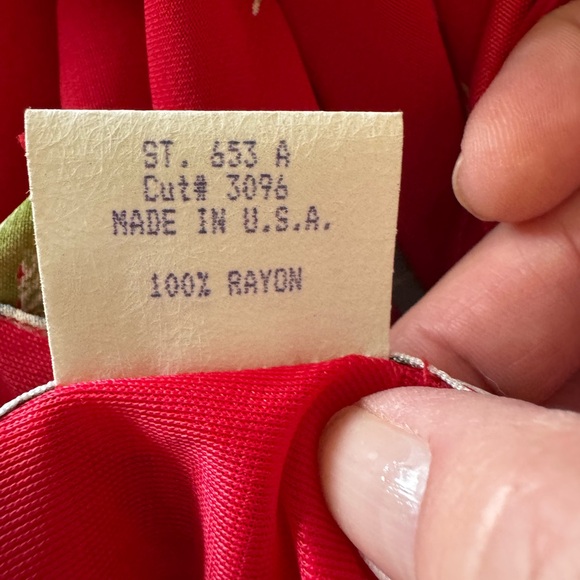 ST. 653 A
Cut# 3096
MADE IN U.S.A.
100% RAYON